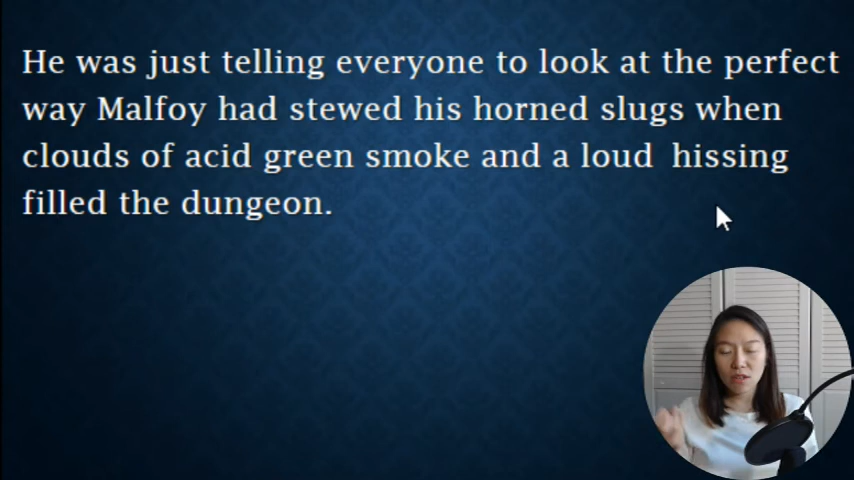 He was just telling everyone to look at the perfect
way Malfoy had stewed his horned slugs when
clouds of acid green smoke and a loud  hissing
filled the dungeon.